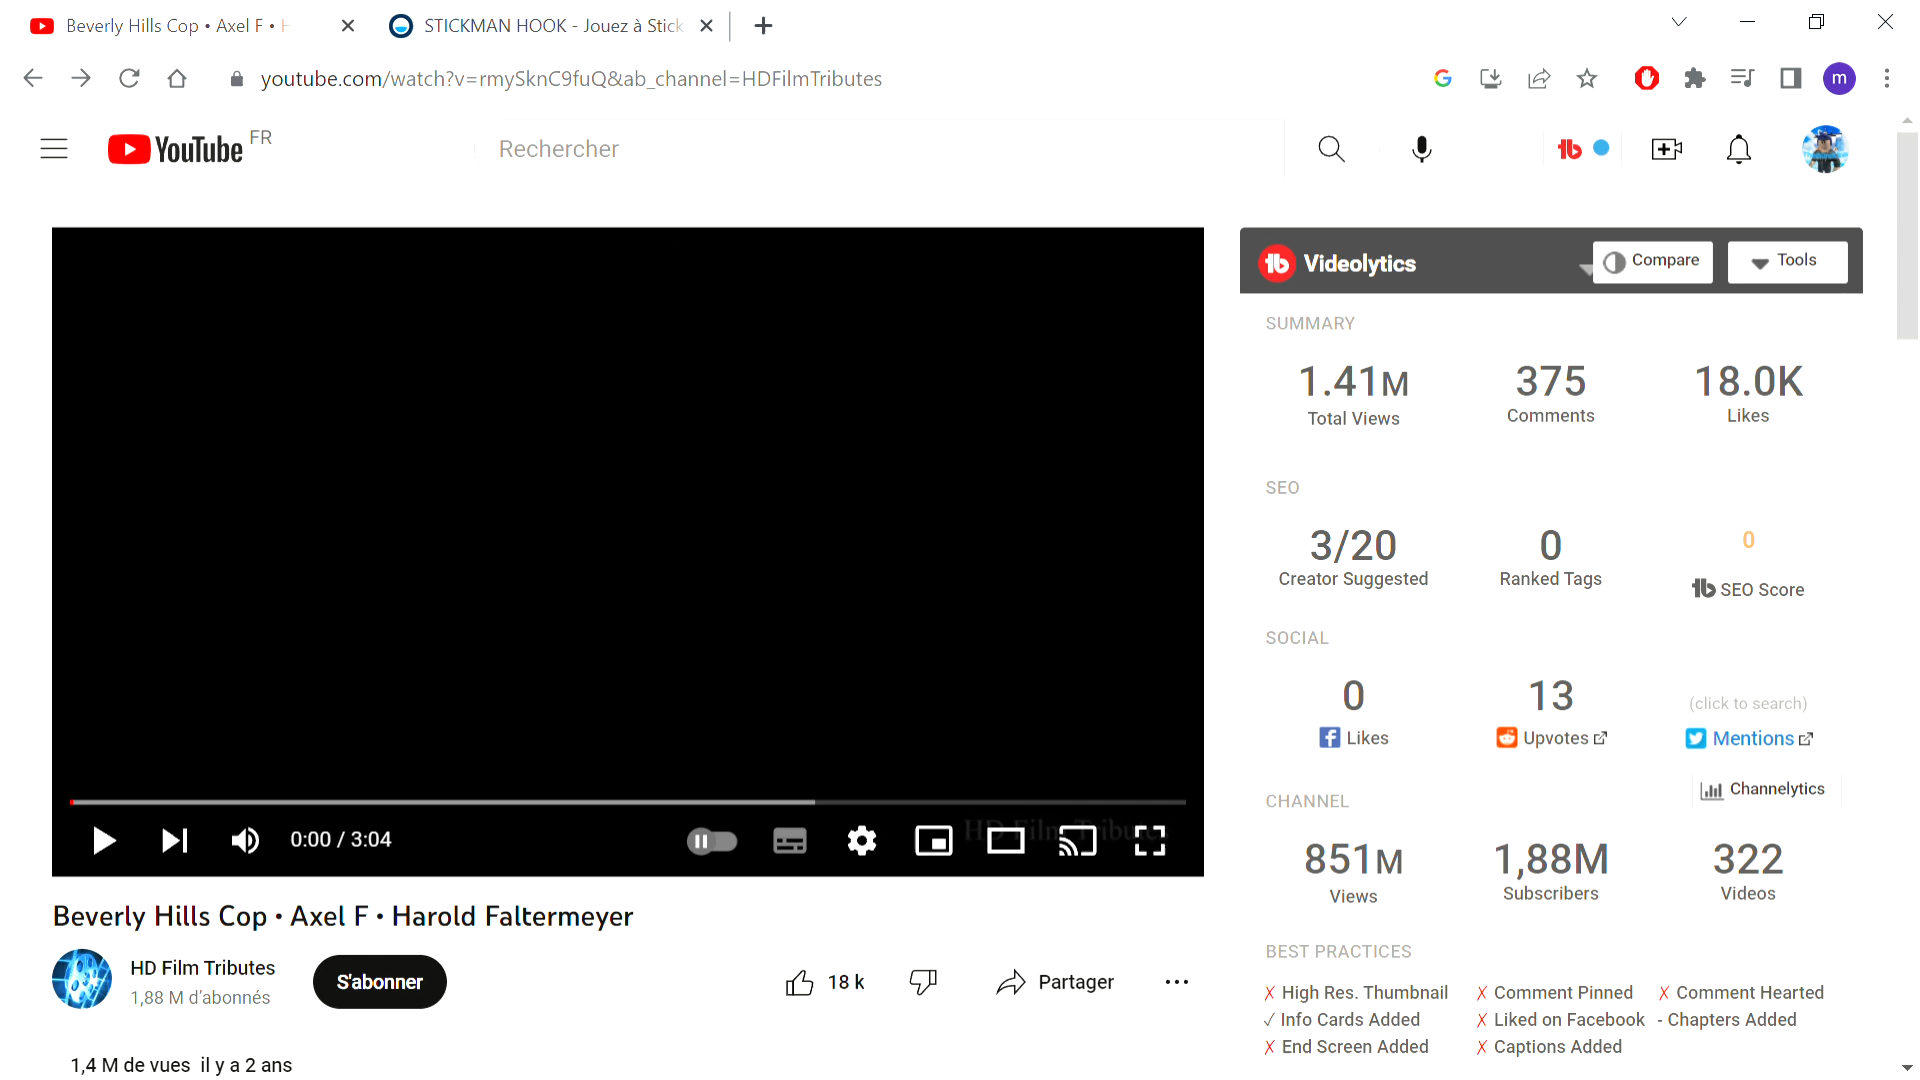 Beverly Hills Cop • Axel F • H
STICKMAN HOOK - Jouez à Stick
youtube.com/watch?v=rmySknC9fuQ&ab_channel=HDFilmTributes
m
YouTube FR
Rechercher
Videolytics
Compare
Tools
SUMMARY
1.41M 375 18.0K
Total Views Comments Likes
SEO
3/20 0 0
Creator Suggested Ranked Tags SEO Score
SOCIAL
0 13 (click to search)
Likes Upvotes Mentions
Channelytics
CHANNEL
851M 1,88M 322
Views Subscribers Videos
BEST PRACTICES
X High Res. Thumbnail X Comment Pinned X Comment Hearted
✓ Info Cards Added X Liked on Facebook - Chapters Added
X End Screen Added X Captions Added
HD Film Tributes
0:00 / 3:04
Beverly Hills Cop • Axel F • Harold Faltermeyer
HD Film Tributes
1,88 M d’abonnés
S'abonner
18 k
Partager
1,4 M de vues il y a 2 ans